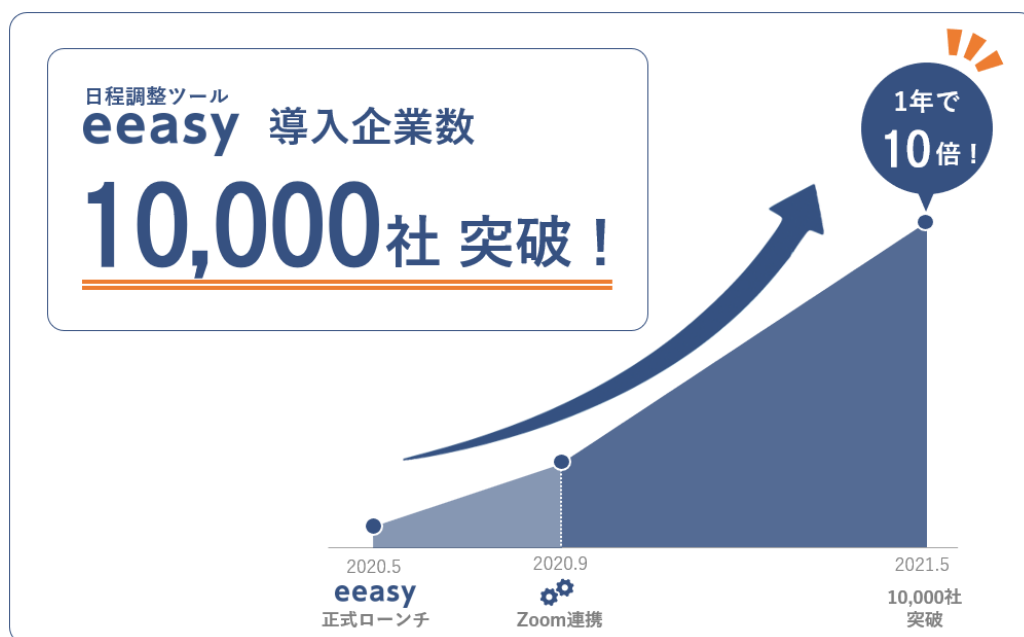 日程調整ツール
eeasy 導入企業数
10,000社 突破！
1年で
10倍！
2020.5
eeasy
正式ローンチ
2020.9
Zoom連携
2021.5
10,000社
突破